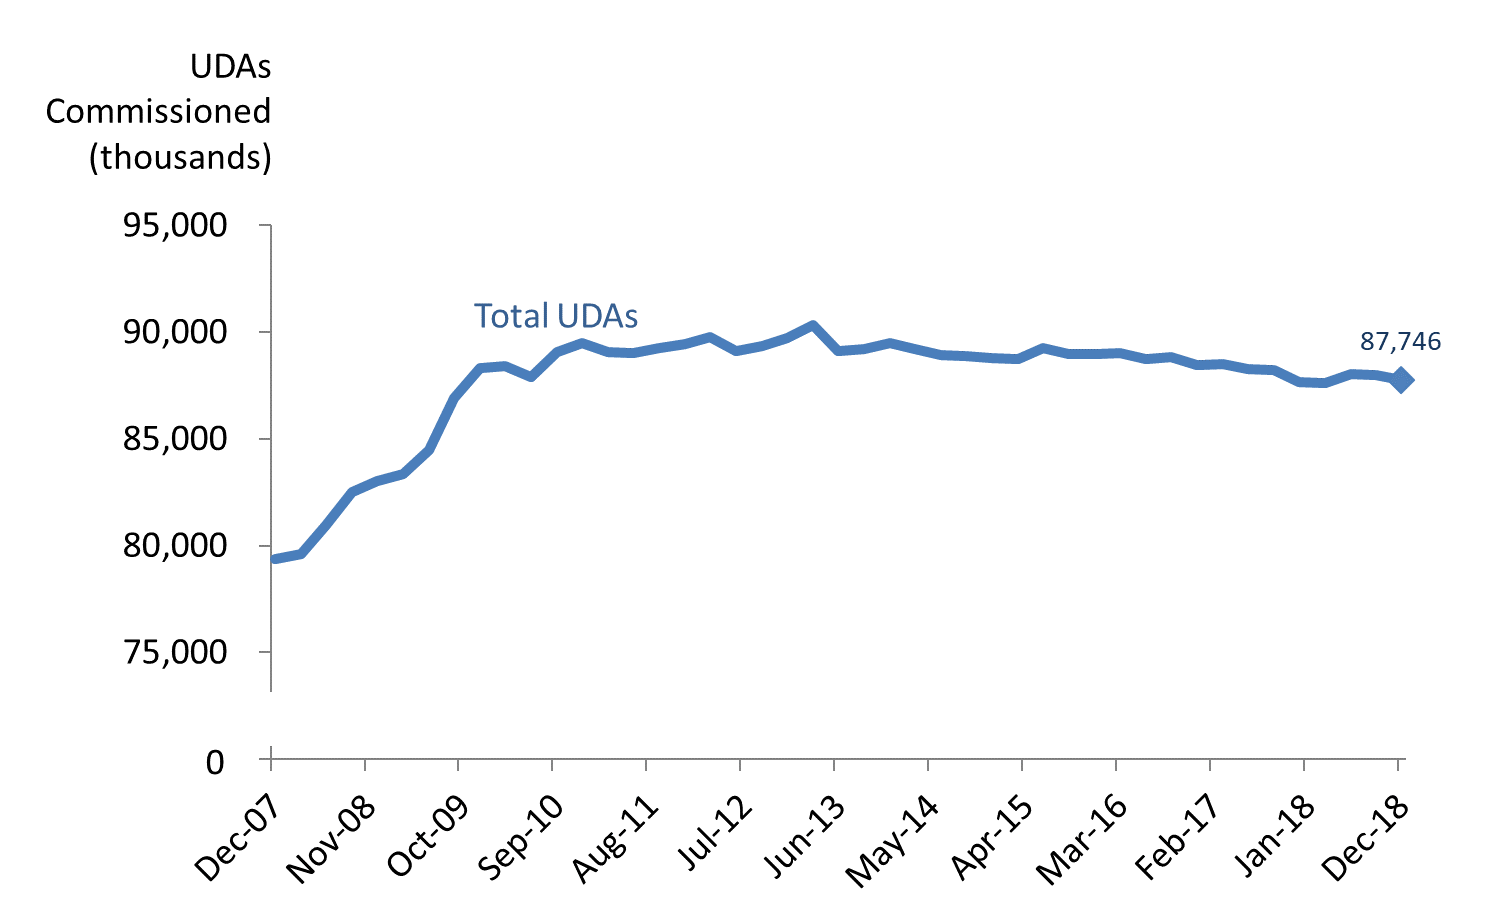 UDAs
Commissioned
(thousands)
95,000
90,000
85,000
80,000
75,000
0
Total UDAs
87,746
Dec-07
Nov-08
Oct-09
Sep-10
Aug-11
Jul-12
Jun-13
May-14
Apr-15
Mar-16
Feb-17
Jan-18
Dec-18